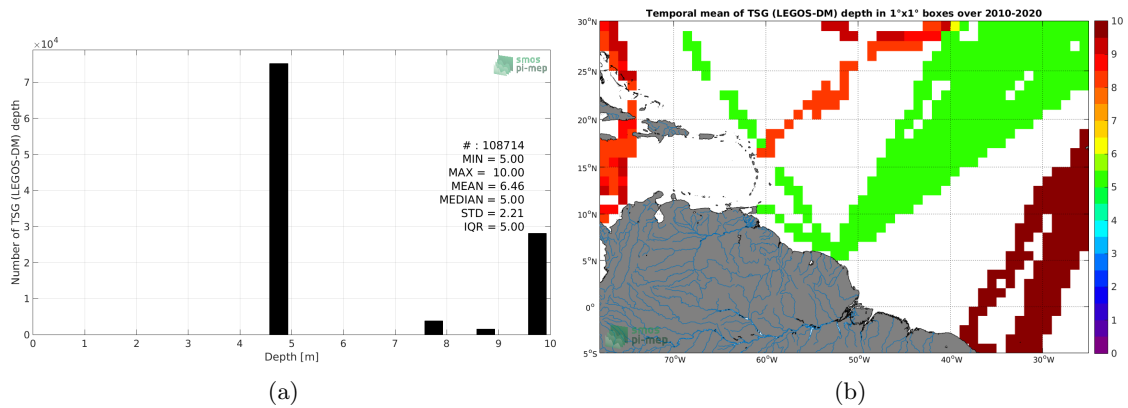 ×10⁴
8
7
6
5
4
3
2
1
0
Number of TSG (LEGOS-DM) depth
smos
pi-mep
# : 108714
MIN = 5.00
MAX = 10.00
MEAN = 6.46
MEDIAN = 5.00
STD = 2.21
IQR = 5.00
0 1 2 3 4 5 6 7 8 9 10
Depth [m]
(a)
Temporal mean of TSG (LEGOS-DM) depth in 1°x1° boxes over 2010-2020
30°N
25°N
20°N
15°N
10°N
5°N
0°
5°S
70°W 60°W 50°W 40°W 30°W
smos
pi-mep
10
9
8
7
6
5
4
3
2
1
0
(b)